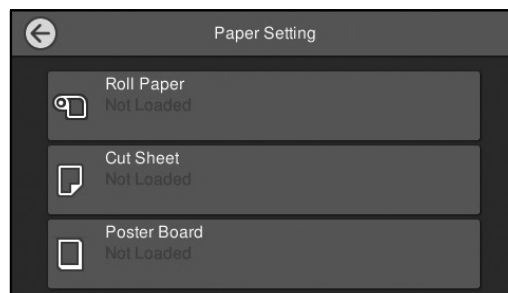 Paper Setting
Roll Paper
Not Loaded
Cut Sheet
Not Loaded
Poster Board
Not Loaded